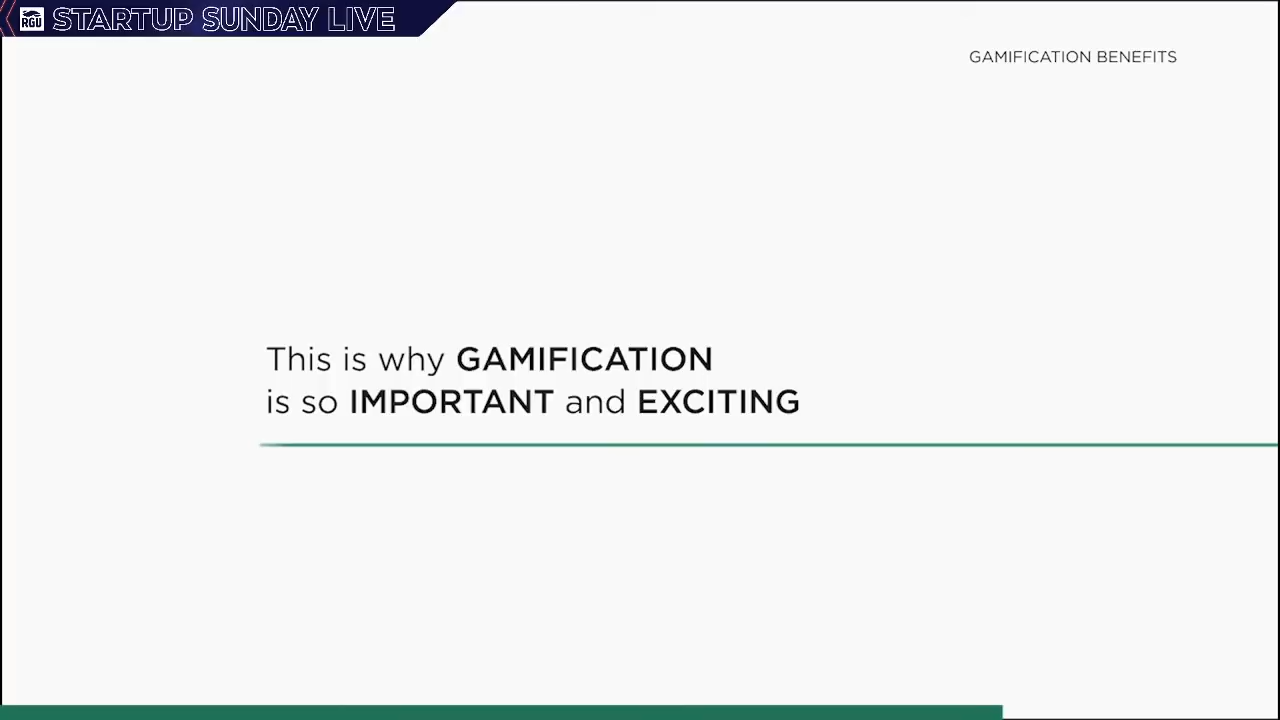 RGU STARTUP SUNDAY LIVE
GAMIFICATION BENEFITS
This is why GAMIFICATION
is so IMPORTANT and EXCITING